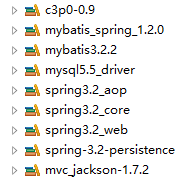 c3p0-0.9
mybatis_spring_1.2.0
mybatis3.2.2
mysql5.5_driver
spring3.2_aop
spring3.2_core
spring3.2_web
spring-3.2-persistence
mvc_jackson-1.7.2